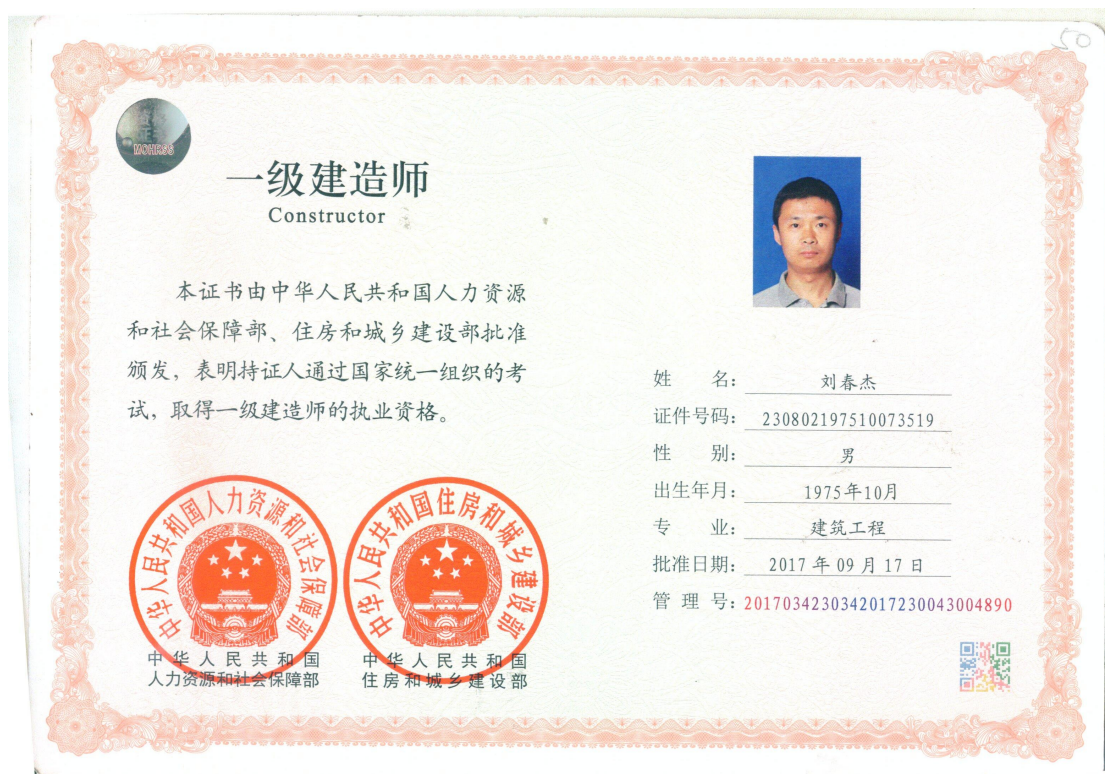 50
MOHRSS
一级建造师
Constructor
本证书由中华人民共和国人力资源
和社会保障部、住房和城乡建设部批准
颁发，表明持证人通过国家统一组织的考
试，取得一级建造师的执业资格。
中华人民共和国人力资源和社会保障部
中华人民共和国住房和城乡建设部
中华人民共和国
人力资源和社会保障部
中华人民共和国
住房和城乡建设部
姓 名： 刘春杰
证件号码： 230802197510073519
性 别： 男
出生年月： 1975年10月
专 业： 建筑工程
批准日期： 2017 年 09 月 17 日
管 理 号： 2017034230342017230043004890